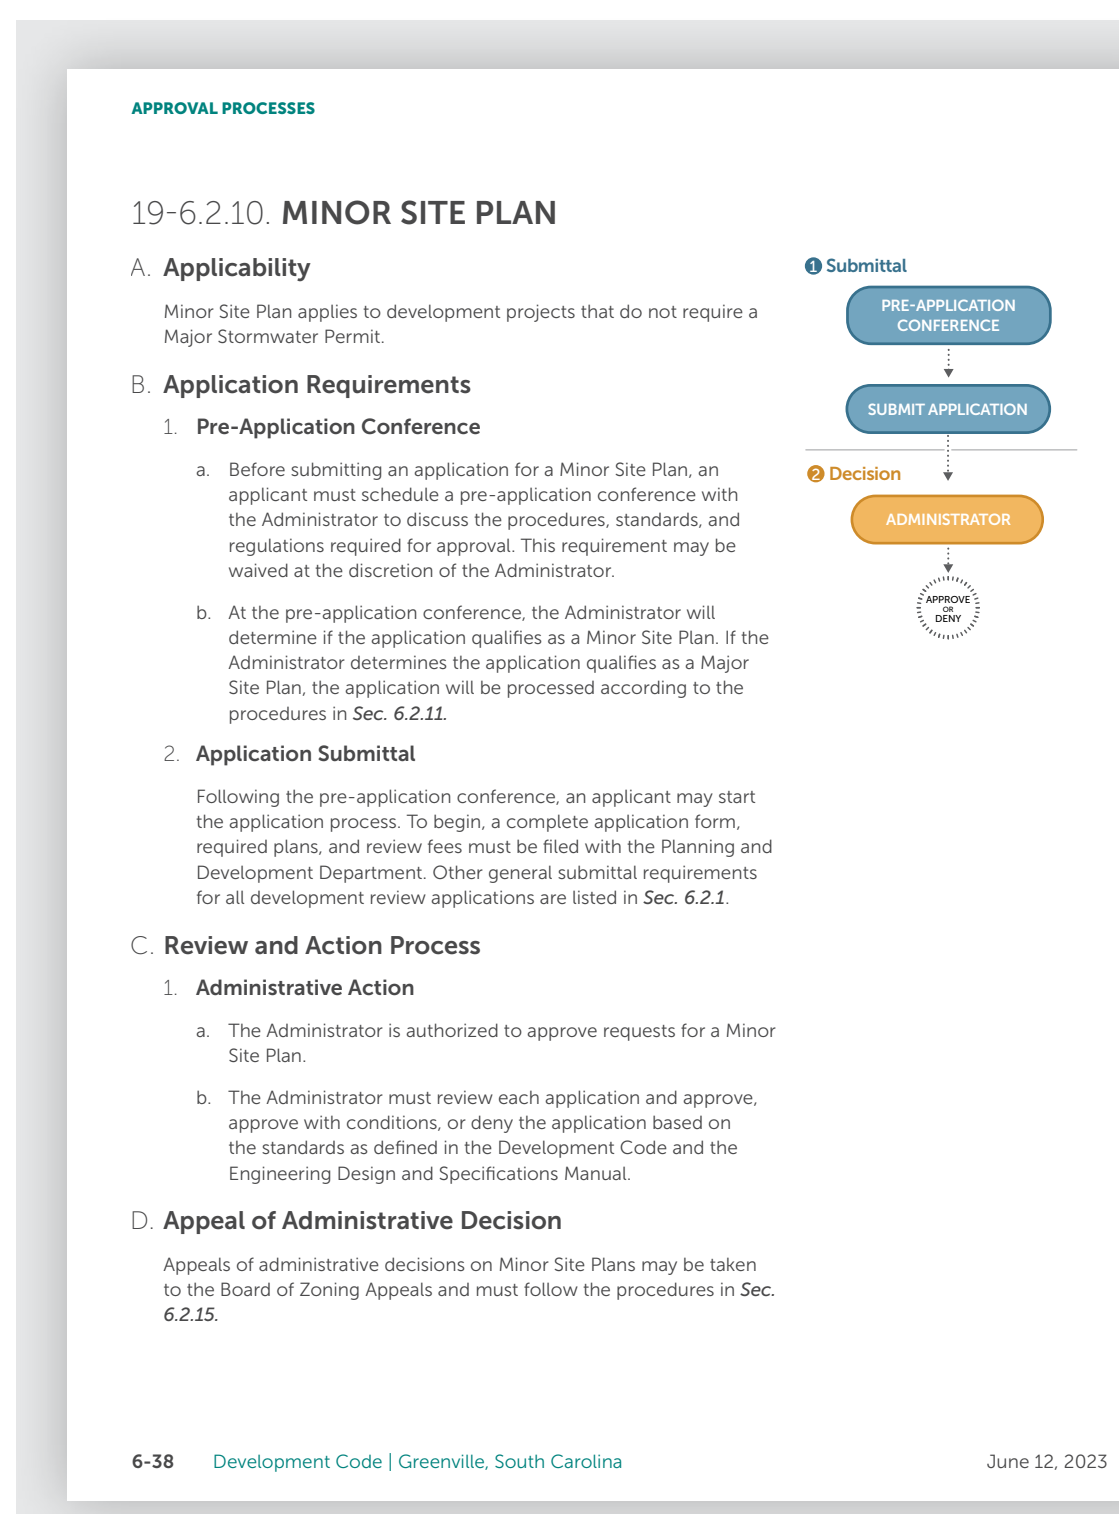 APPROVAL PROCESSES
19-6.2.10. MINOR SITE PLAN
A. Applicability
Minor Site Plan applies to development projects that do not require a
Major Stormwater Permit.
B. Application Requirements
1. Pre-Application Conference
a. Before submitting an application for a Minor Site Plan, an
applicant must schedule a pre-application conference with
the Administrator to discuss the procedures, standards, and
regulations required for approval. This requirement may be
waived at the discretion of the Administrator.
b. At the pre-application conference, the Administrator will
determine if the application qualifies as a Minor Site Plan. If the
Administrator determines the application qualifies as a Major
Site Plan, the application will be processed according to the
procedures in Sec. 6.2.11.
2. Application Submittal
Following the pre-application conference, an applicant may start
the application process. To begin, a complete application form,
required plans, and review fees must be filed with the Planning and
Development Department. Other general submittal requirements
for all development review applications are listed in Sec. 6.2.1.
C. Review and Action Process
1. Administrative Action
a. The Administrator is authorized to approve requests for a Minor
Site Plan.
b. The Administrator must review each application and approve,
approve with conditions, or deny the application based on
the standards as defined in the Development Code and the
Engineering Design and Specifications Manual.
D. Appeal of Administrative Decision
Appeals of administrative decisions on Minor Site Plans may be taken
to the Board of Zoning Appeals and must follow the procedures in Sec.
6.2.15.
1 Submittal
PRE-APPLICATION
CONFERENCE
SUBMIT APPLICATION
2 Decision
ADMINISTRATOR
APPROVE
OR
DENY
6-38 Development Code | Greenville, South Carolina
June 12, 2023